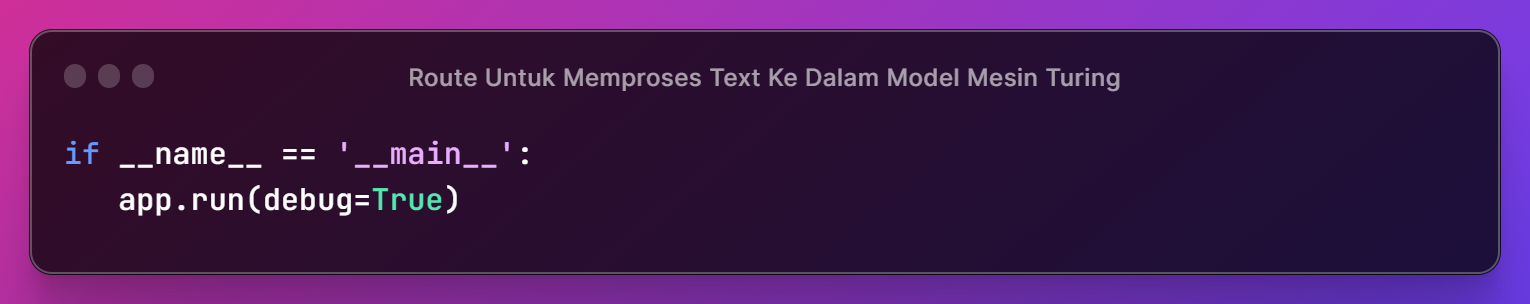 Route Untuk Memproses Text Ke Dalam Model Mesin Turing
if __name__ == '__main__':
   app.run(debug=True)